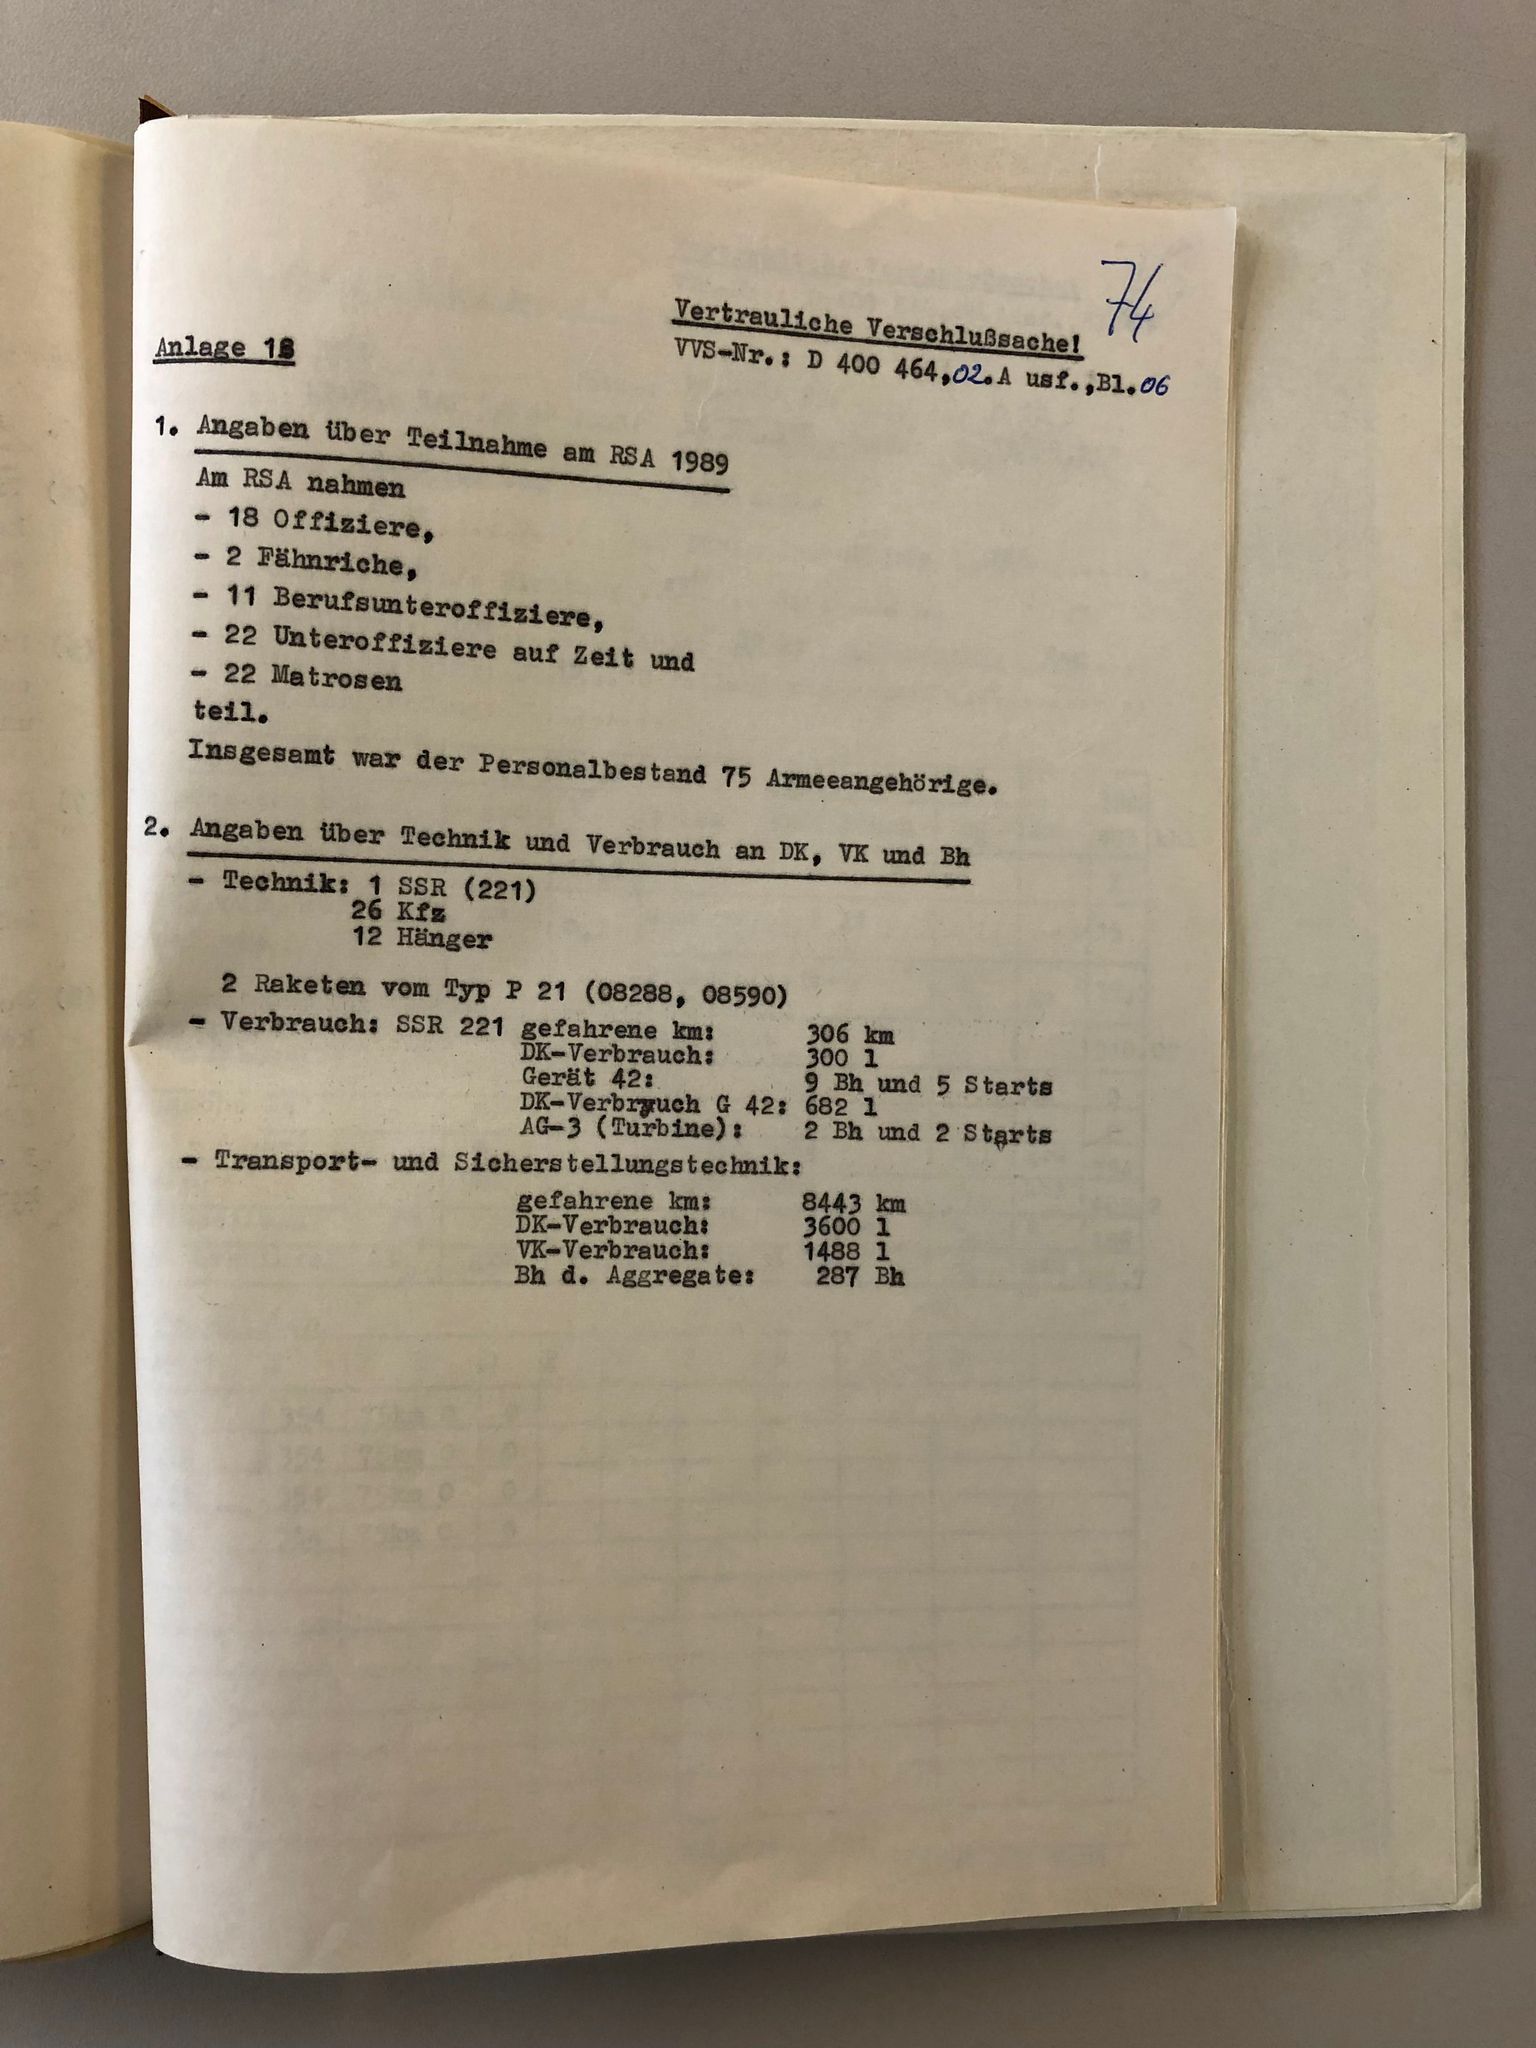 74
Vertrauliche Verschlußsache!
Anlage 18
VVS-Nr.: D 400 464,02.A usf.,Bl.06
1. Angaben über Teilnahme am RSA 1989
Am RSA nahmen
- 18 Offiziere,
- 2 Fähnriche,
- 11 Berufsunteroffiziere,
- 22 Unteroffiziere auf Zeit und
- 22 Matrosen
teil.
Insgesamt war der Personalbestand 75 Armeeangehörige.
2. Angaben über Technik und Verbrauch an DK, VK und Bh
- Technik: 1 SSR (221)
26 Kfz
12 Hänger
2 Raketen vom Typ P 21 (08288, 08590)
- Verbrauch: SSR 221 gefahrene km: 306 km
DK-Verbrauch: 300 l
Gerät 42: 9 Bh und 5 Starts
DK-Verbrauch G 42: 682 l
AG-3 (Turbine): 2 Bh und 2 Starts
- Transport- und Sicherstellungstechnik:
gefahrene km: 8443 km
DK-Verbrauch: 3600 l
VK-Verbrauch: 1488 l
Bh d. Aggregate: 287 Bh